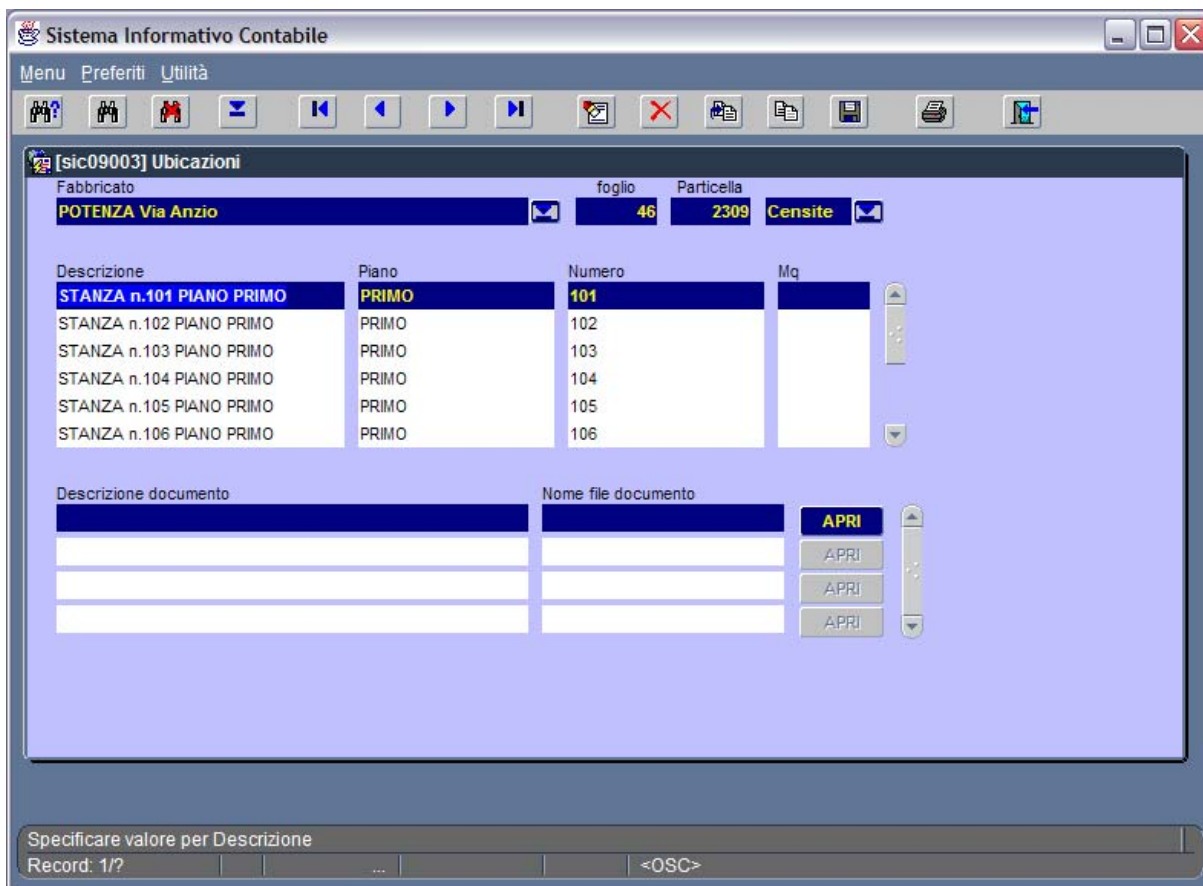 Sistema Informativo Contabile
Menu Preferiti Utilità
[sic09003] Ubicazioni
Fabbricato foglio Particella
POTENZA Via Anzio 46 2309 Censite
Descrizione Piano Numero Mq
STANZA n.101 PIANO PRIMO PRIMO 101
STANZA n.102 PIANO PRIMO PRIMO 102
STANZA n.103 PIANO PRIMO PRIMO 103
STANZA n.104 PIANO PRIMO PRIMO 104
STANZA n.105 PIANO PRIMO PRIMO 105
STANZA n.106 PIANO PRIMO PRIMO 106
Descrizione documento Nome file documento
APRI
APRI
APRI
APRI
Specificare valore per Descrizione
Record: 1/? ... <OSC>